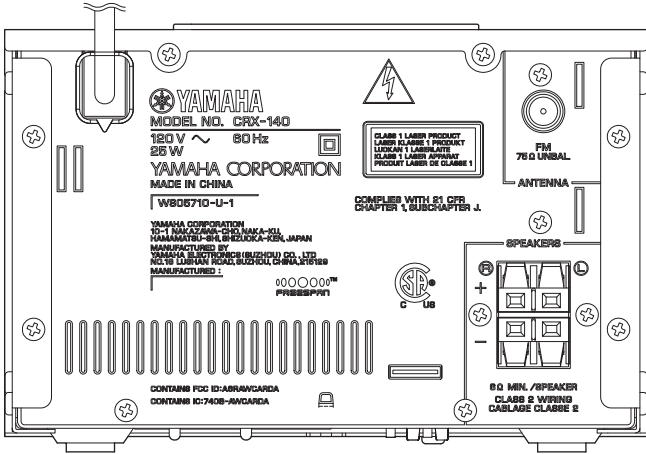 YAMAHA
MODEL NO. CRX-140
120 V ~ 60 Hz
25 W
YAMAHA CORPORATION
MADE IN CHINA
W805710-U-1
YAMAHA CORPORATION
10-1 NAKAZAWA-CHO, NAKA-KU,
HAMAMATSU-SHI, SHIZUOKA-KEN, JAPAN
MANUFACTURED BY
YAMAHA ELECTRONICS (SUZHOU) CO., LTD
NO.18 LUSHAN ROAD, SUZHOU, CHINA, 215129
MANUFACTURED :
FREESPAN™
CLASS 1 LASER PRODUCT
LASER KLASSE 1 PRODUKT
LUOKAN 1 LASERLAITE
KLASS 1 LASER APPARAT
PRODUIT LASER DE CLASSE 1
COMPLIES WITH 21 CFR
CHAPTER 1, SUBCHAPTER J.
SA®
C US
CONTAINS FCC ID:A6RAWCARDA
CONTAINS IC:740B-AWCARDA
FM
75 Ω UNBAL.
ANTENNA
SPEAKERS
R L
+
−
6 Ω MIN. /SPEAKER
CLASS 2 WIRING
CABLAGE CLASSE 2